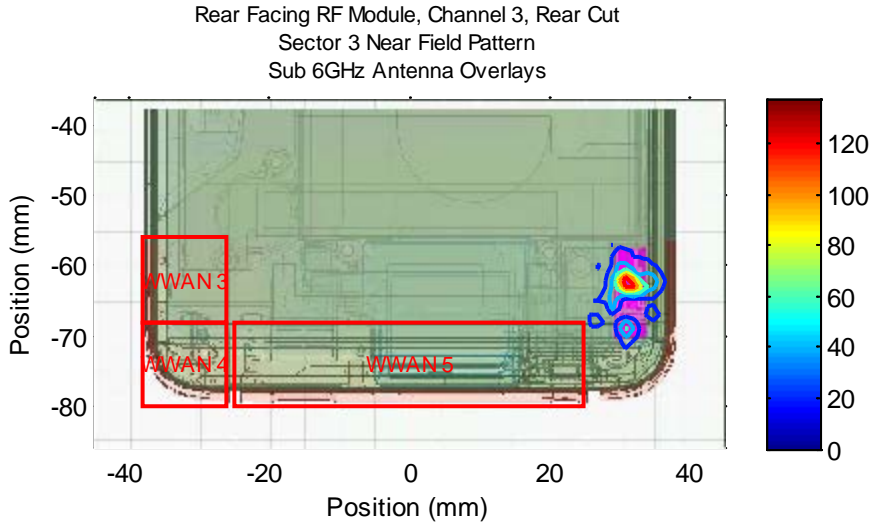 Rear Facing RF Module, Channel 3, Rear Cut
Sector 3 Near Field Pattern
Sub 6GHz Antenna Overlays
Position (mm)
-40
-50
-60
-70
-80
WWAN 3
WWAN 4
WWAN 5
-40
-20
0
20
40
Position (mm)
120
100
80
60
40
20
0